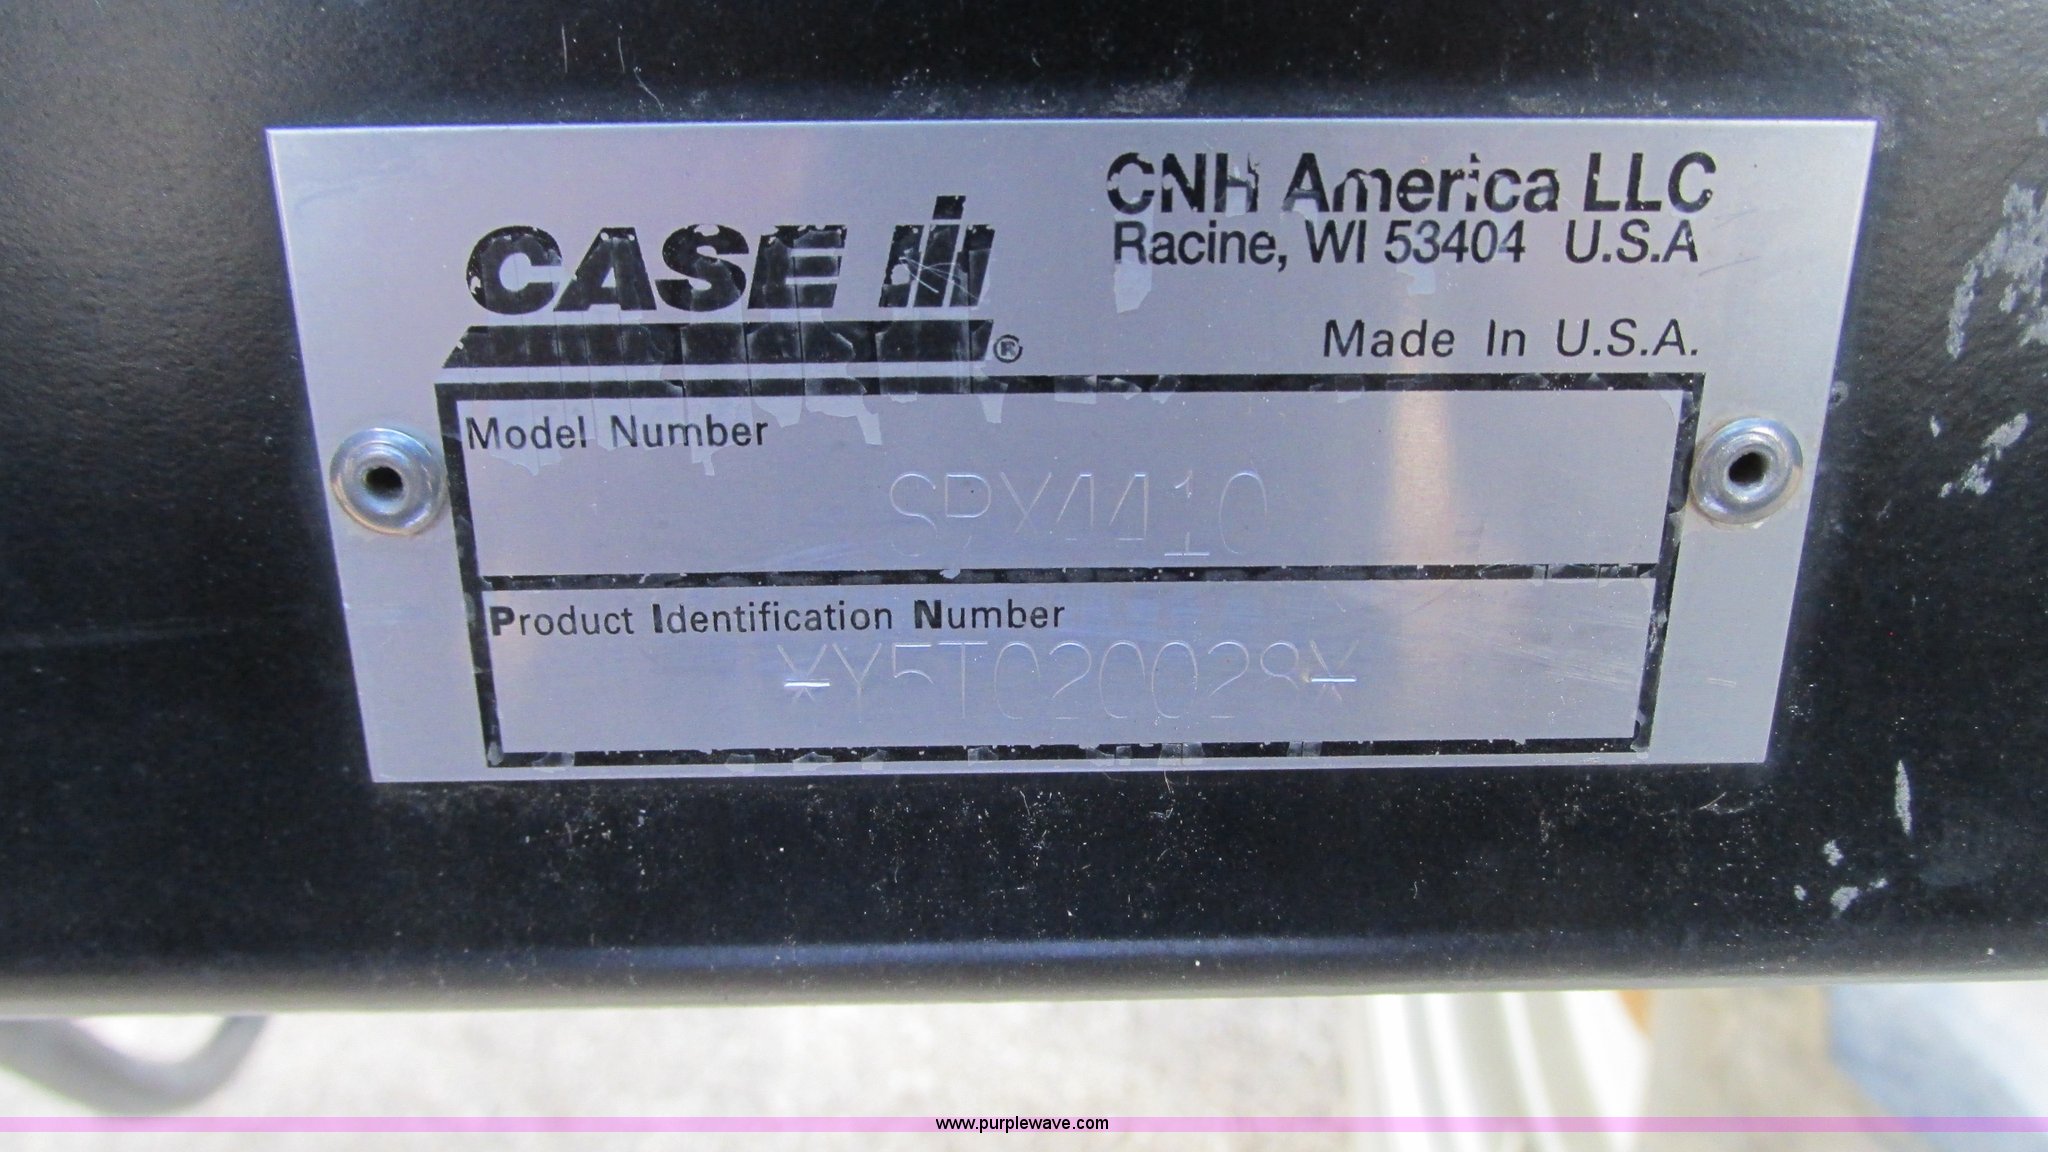 CNH America LLC
CASE IH
Racine, WI 53404 U.S.A
Made In U.S.A.
®
Model Number
SPX4410
Product Identification Number
*Y5T020028*
www.purplewave.com